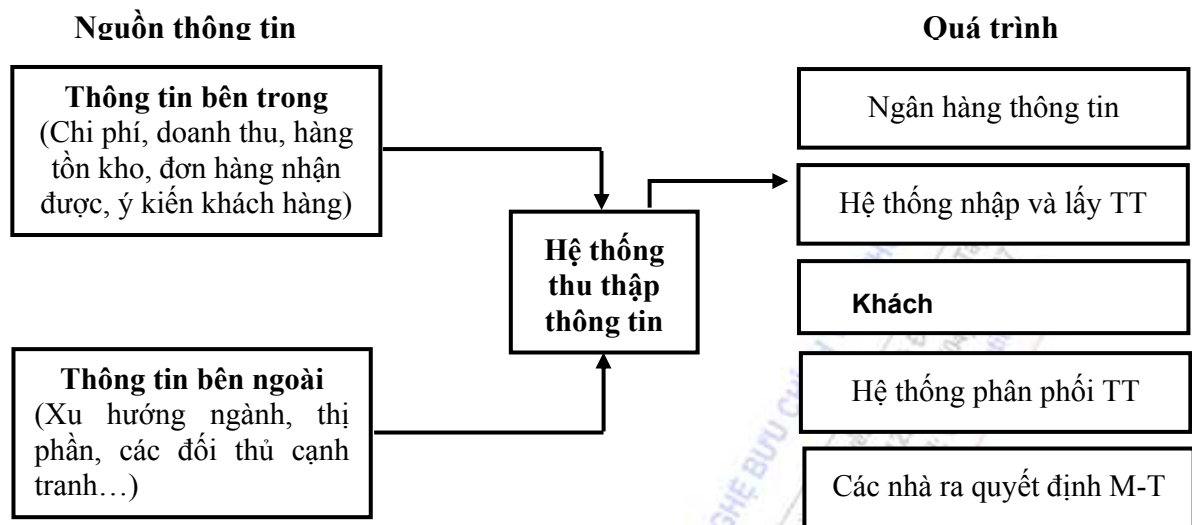 Nguồn thông tin
Quá trình
Thông tin bên trong
(Chi phí, doanh thu, hàng
tồn kho, đơn hàng nhận
được, ý kiến khách hàng)
Thông tin bên ngoài
(Xu hướng ngành, thị
phần, các đối thủ cạnh
tranh…)
Hệ thống
thu thập
thông tin
Ngân hàng thông tin
Hệ thống nhập và lấy TT
Khách
Hệ thống phân phối TT
Các nhà ra quyết định M-T
GHỆ BƯU CHÍNH